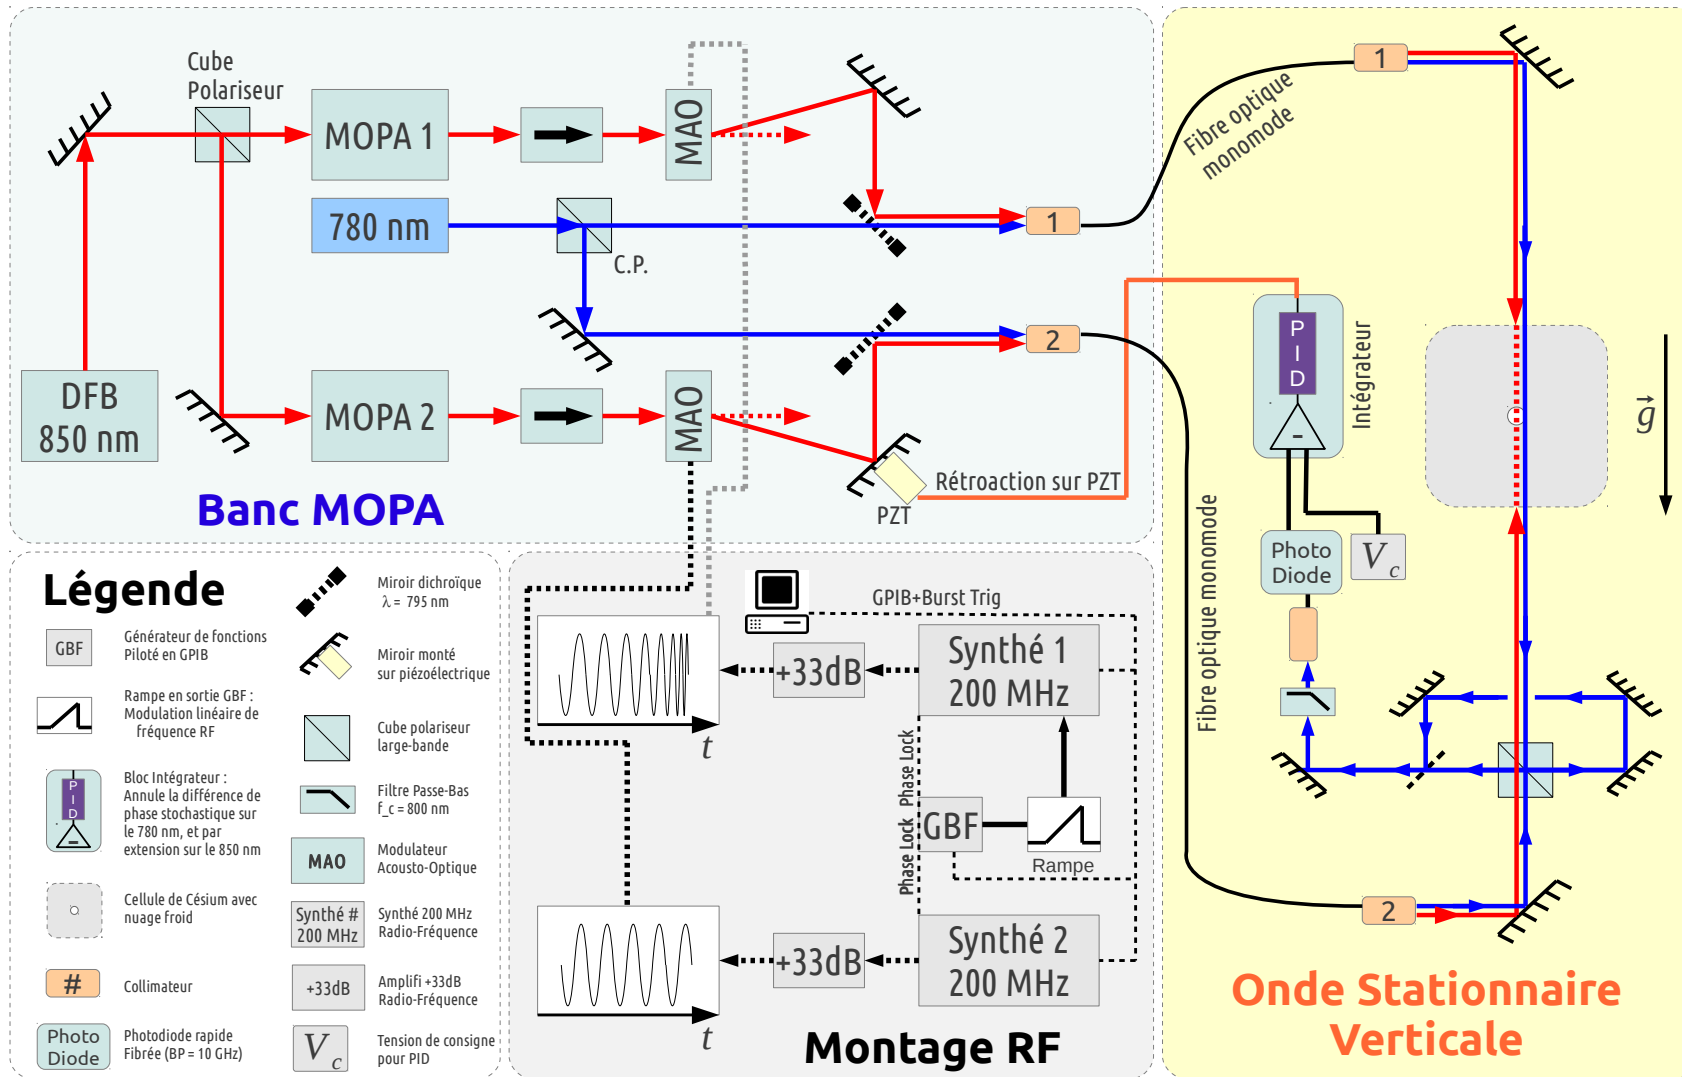 Cube
Polariseur
MOPA 1
MAO
780 nm
C.P.
1
2
DFB
850 nm
MOPA 2
MAO
Rétroaction sur PZT
PZT
Banc MOPA
Fibre optique
monomode
1
P
I
D
-
Intégrateur
g
Photo
Diode
V c
Fibre optique monomode
2
Onde Stationnaire
Verticale
Légende
GBF
Générateur de fonctions
Piloté en GPIB
Rampe en sortie GBF :
Modulation linéaire de
fréquence RF
P
I
D
-
Bloc Intégrateur :
Annule la différence de
phase stochastique sur
le 780 nm, et par
extension sur le 850 nm
Cellule de Césium avec
nuage froid
#
Collimateur
Photo
Diode
Photodiode rapide
Fibrée (BP = 10 GHz)
Miroir dichroïque
λ = 795 nm
Miroir monté
sur piézoélectrique
Cube polariseur
large-bande
Filtre Passe-Bas
f_c = 800 nm
MAO
Modulateur
Acousto-Optique
Synthé #
200 MHz
Synthé 200 MHz
Radio-Fréquence
+33dB
Amplifi +33dB
Radio-Fréquence
V c
Tension de consigne
pour PID
GPIB+Burst Trig
t
+33dB
Synthé 1
200 MHz
Phase Lock
Phase Lock
GBF
Rampe
t
+33dB
Synthé 2
200 MHz
Montage RF